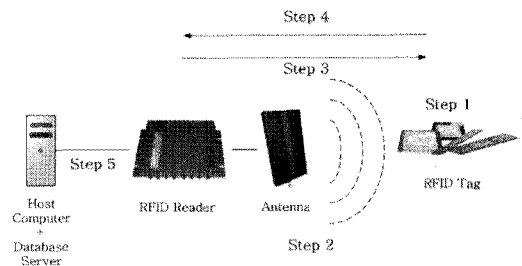 Step 4
Step 3
Step 1
Step 5
Host
Computer
+
Database
Server
RFID Reader
Antenna
RFID Tag
Step 2